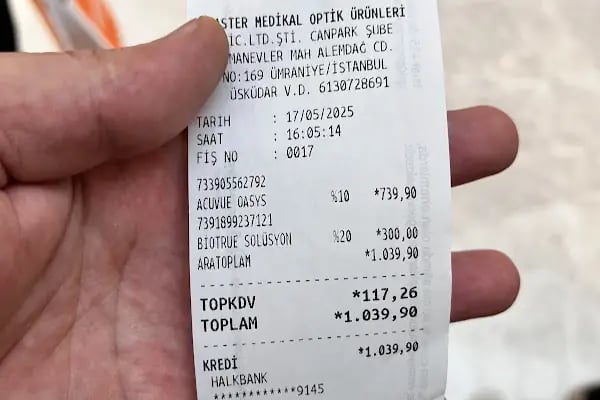 ASTER MEDİKAL OPTİK ÜRÜNLERİ
İC.LTD.ŞTİ. CANPARK ŞUBE
MANEVLER MAH ALEMDAĞ CD.
NO:169 ÜMRANİYE/İSTANBUL
ÜSKÜDAR V.D. 6130728691
TARIH : 17/05/2025
SAAT : 16:05:14
FİŞ NO : 0017
733905562792
ACUVUE OASYS %10 *739,90
7391899237121
BIOTRUE SOLÜSYON %20 *300,00
ARATOPLAM *1.039,90
TOPKDV *117,26
TOPLAM *1.039,90
KREDİ *1.039,90
HALKBANK
************9145